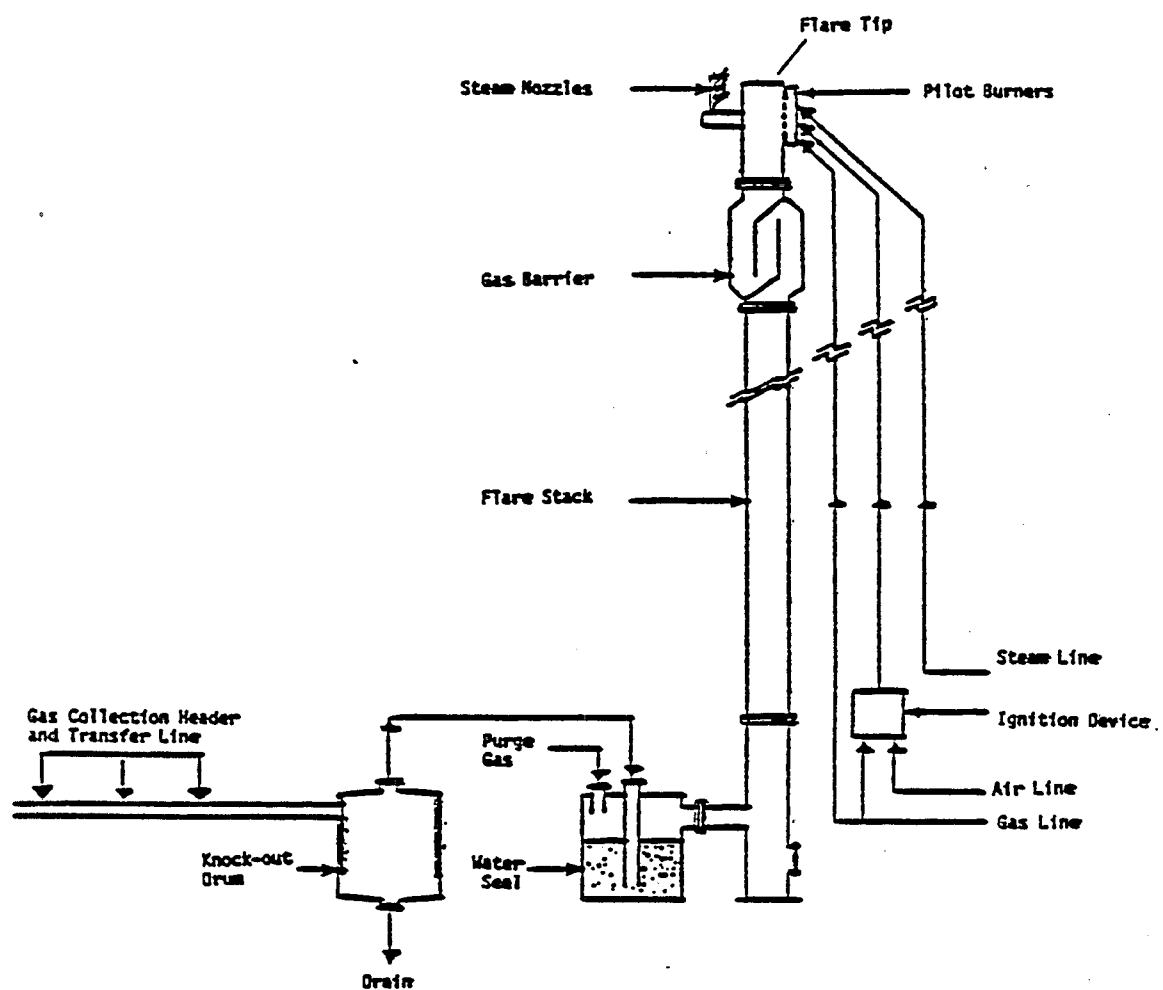 Flare Tip
Steam Nozzles
Pilot Burners
Gas Barrier
Flare Stack
Steam Line
Gas Collection Header
and Transfer Line
Purge
Gas
Ignition Device
Air Line
Gas Line
Knock-out
Drum
Water
Seal
Drain